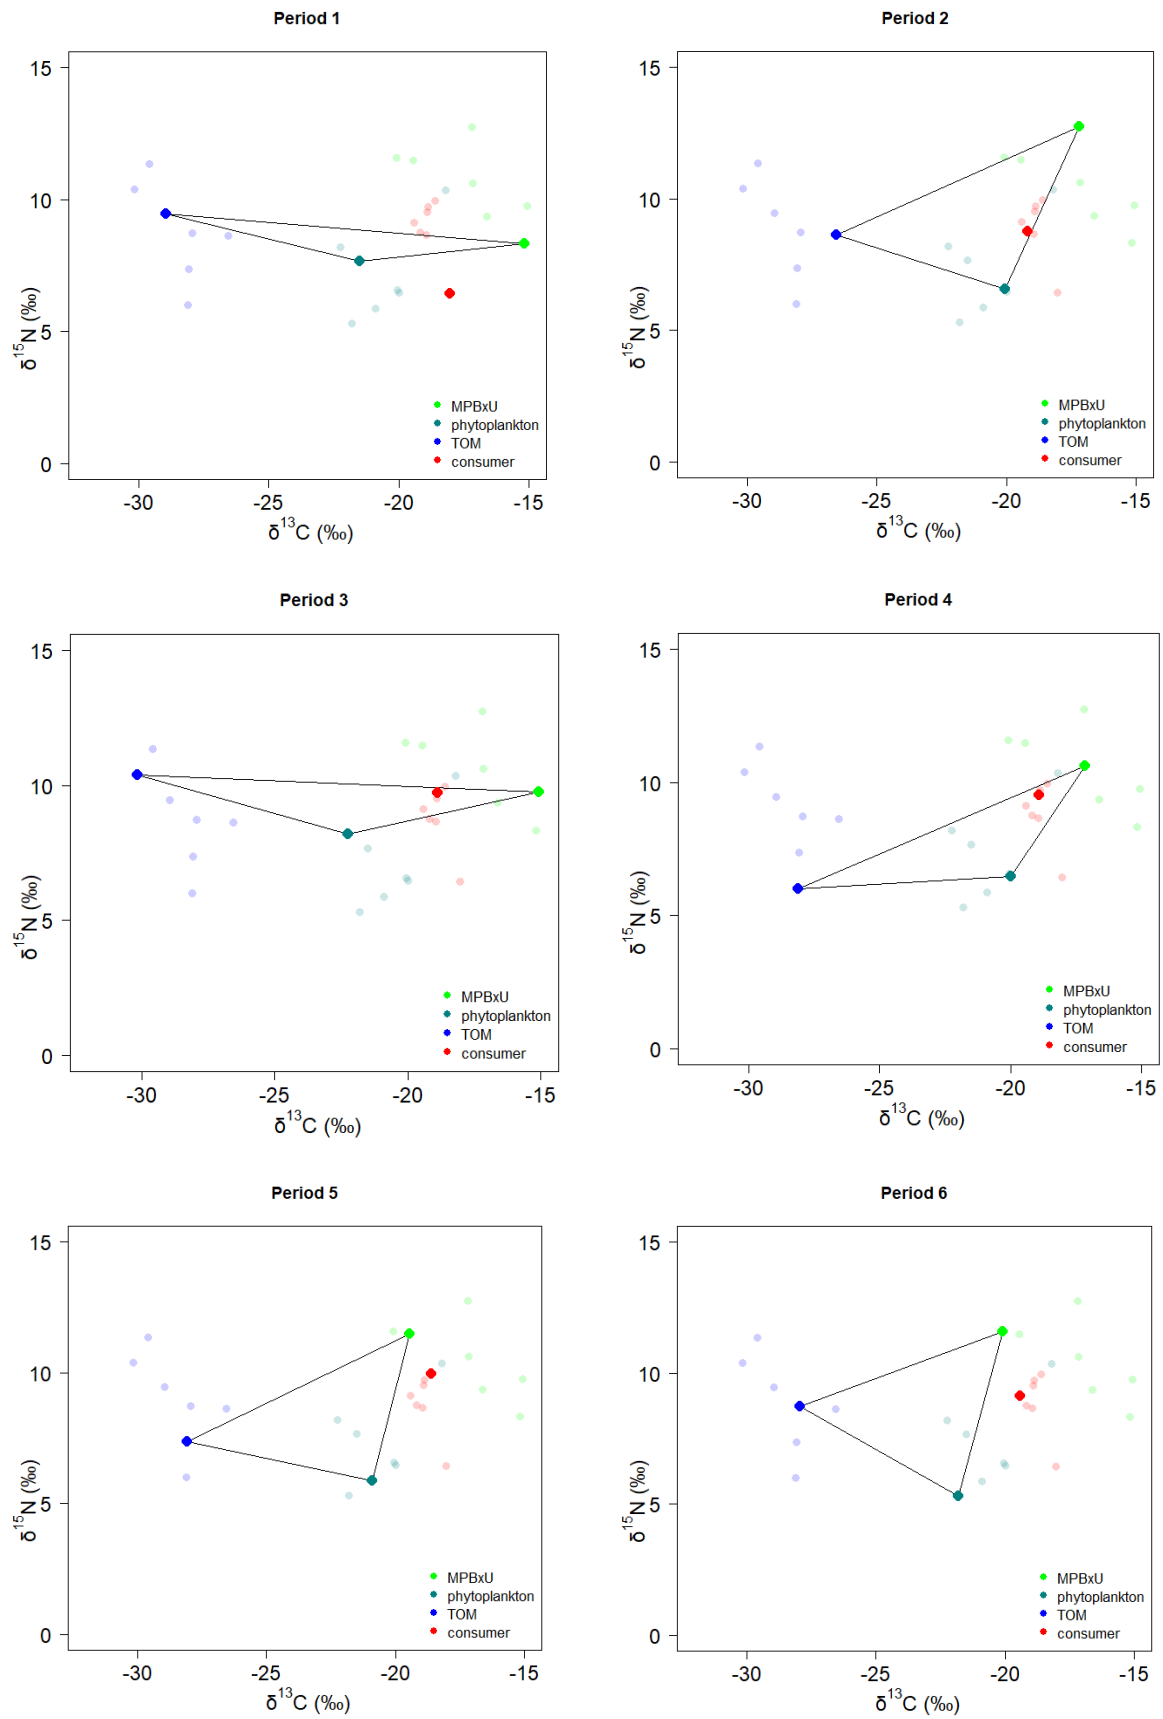 Period 1
15
10
5
0
δ15N (‰)
MPBxU
phytoplankton
TOM
consumer
-30 -25 -20 -15
δ13C (‰)
Period 2
15
10
5
0
δ15N (‰)
MPBxU
phytoplankton
TOM
consumer
-30 -25 -20 -15
δ13C (‰)
Period 3
15
10
5
0
δ15N (‰)
MPBxU
phytoplankton
TOM
consumer
-30 -25 -20 -15
δ13C (‰)
Period 4
15
10
5
0
δ15N (‰)
MPBxU
phytoplankton
TOM
consumer
-30 -25 -20 -15
δ13C (‰)
Period 5
15
10
5
0
δ15N (‰)
MPBxU
phytoplankton
TOM
consumer
-30 -25 -20 -15
δ13C (‰)
Period 6
15
10
5
0
δ15N (‰)
MPBxU
phytoplankton
TOM
consumer
-30 -25 -20 -15
δ13C (‰)